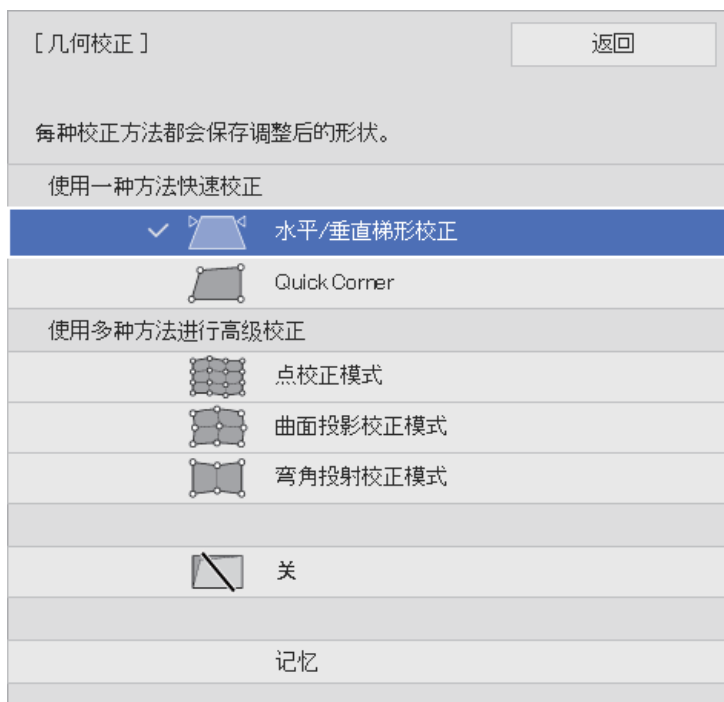 [几何校正]
返回
每种校正方法都会保存调整后的形状。
使用一种方法快速校正
水平/垂直梯形校正
Quick Corner
使用多种方法进行高级校正
点校正模式
曲面投影校正模式
弯角投射校正模式
关
记忆